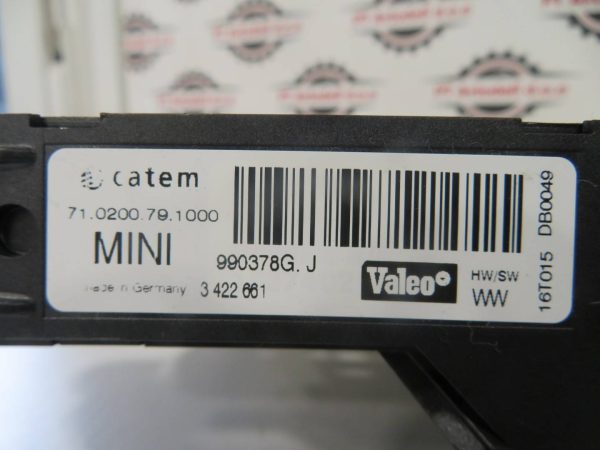 catem
71.0200.79.1000
MINI
990378G.J
Made in Germany 3 422 661
Valeo
HW/SW
WW
16T015 DB0049